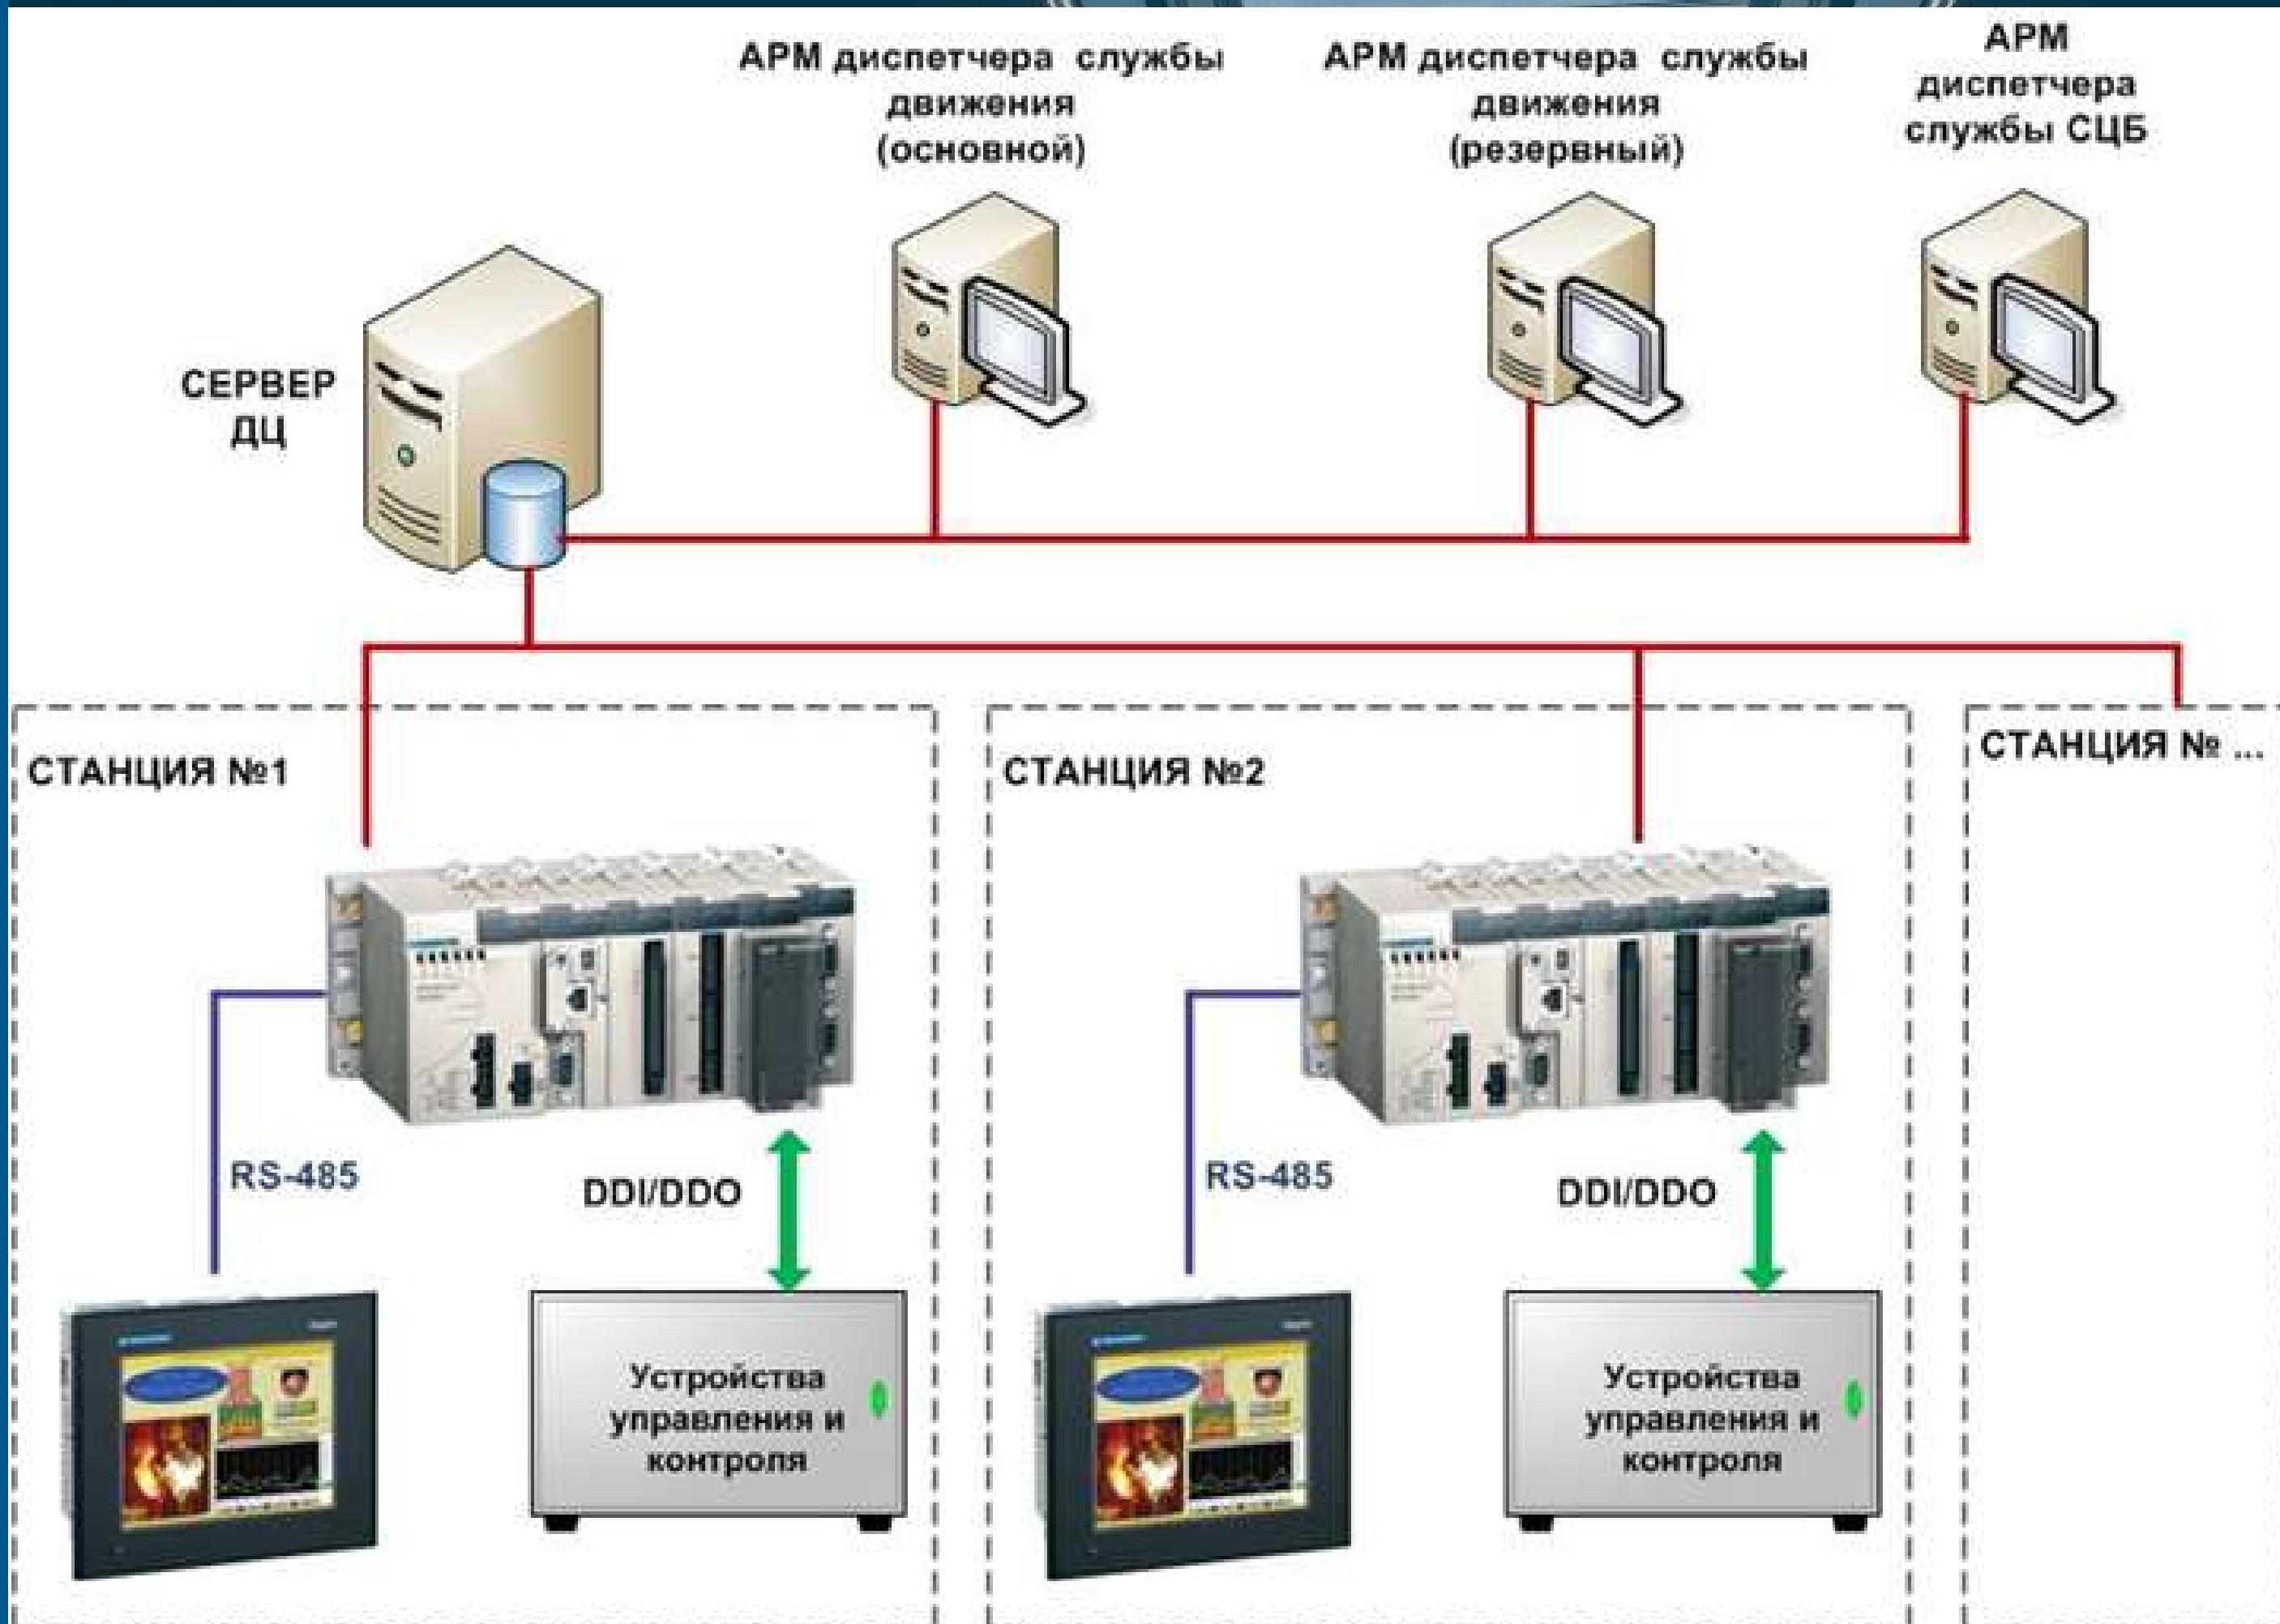 АРМ диспетчера службы
движения
(основной)
АРМ диспетчера службы
движения
(резервный)
АРМ
диспетчера
службы СЦБ
СЕРВЕР
ДЦ
СТАНЦИЯ №1
RS-485
DDI/DDO
Устройства
управления и
контроля
СТАНЦИЯ №2
RS-485
DDI/DDO
Устройства
управления и
контроля
СТАНЦИЯ № ...